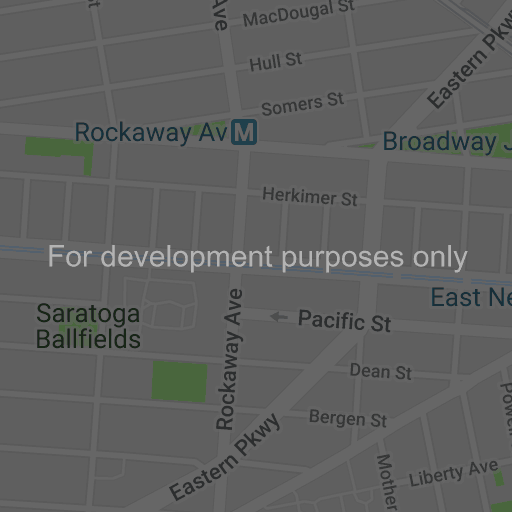 Ave
MacDougal St
Eastern Pkwy
Hull St
Somers St
Rockaway Av M
Broadway J
Herkimer St
For development purposes only
East Ne
Saratoga
Ballfields
Rockaway Ave
Pacific St
Dean St
Bergen St
Eastern Pkwy
Mother
Liberty Ave
Powell